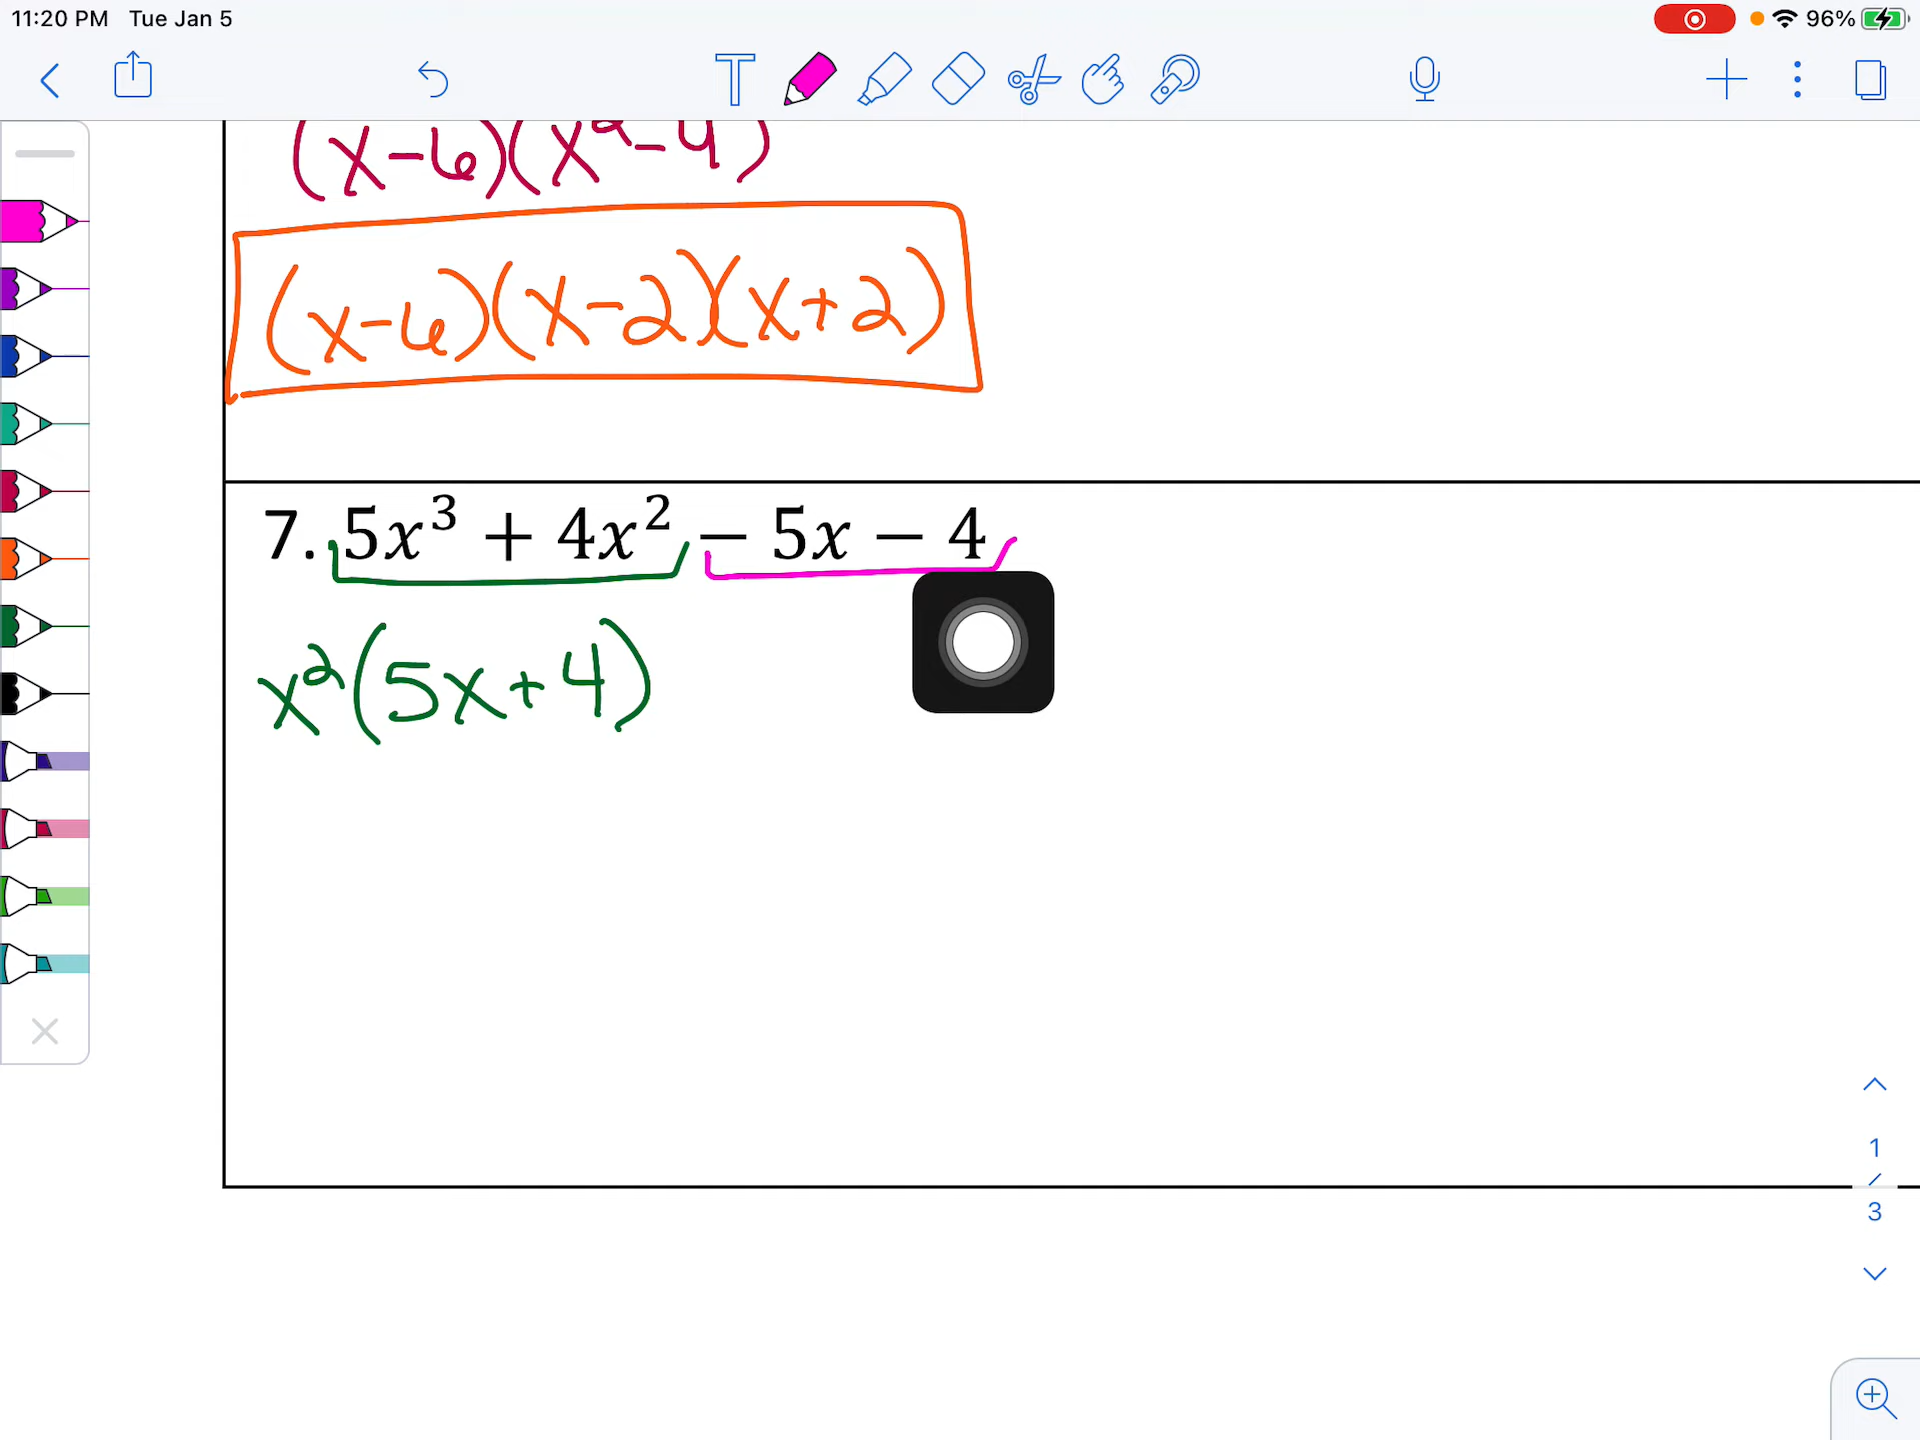 11:20 PM Tue Jan 5
96%
T
(x-6)(x²-4)
(x-6)(x-2)(x+2)
7. 5x³ + 4x² − 5x − 4
x²(5x+4)
1
/
3